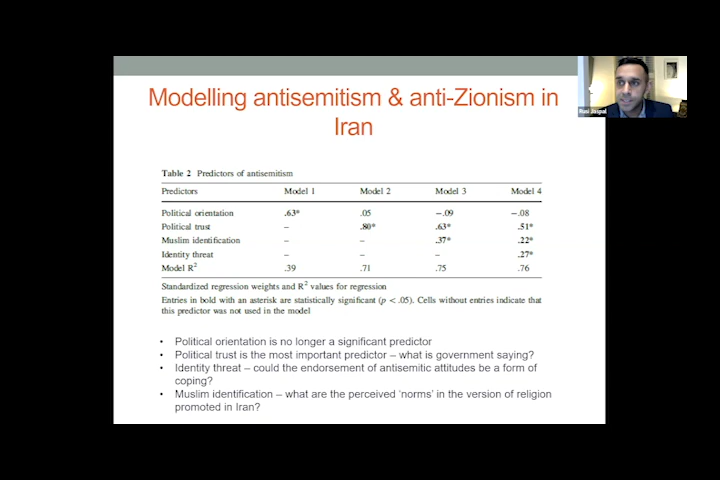 Modelling antisemitism & anti-Zionism in
Iran
Rusi Jaspal
Table 2 Predictors of antisemitism
Predictors Model 1 Model 2 Model 3 Model 4
Political orientation .63* .05 −.09 −.08
Political trust – .80* .63* .51*
Muslim identification – – .37* .22*
Identity threat – – – .27*
Model R² .39 .71 .75 .76
Standardized regression weights and R² values for regression
Entries in bold with an asterisk are statistically significant (p < .05). Cells without entries indicate that
this predictor was not used in the model
• Political orientation is no longer a significant predictor
• Political trust is the most important predictor – what is government saying?
• Identity threat – could the endorsement of antisemitic attitudes be a form of
coping?
• Muslim identification – what are the perceived ‘norms’ in the version of religion
promoted in Iran?